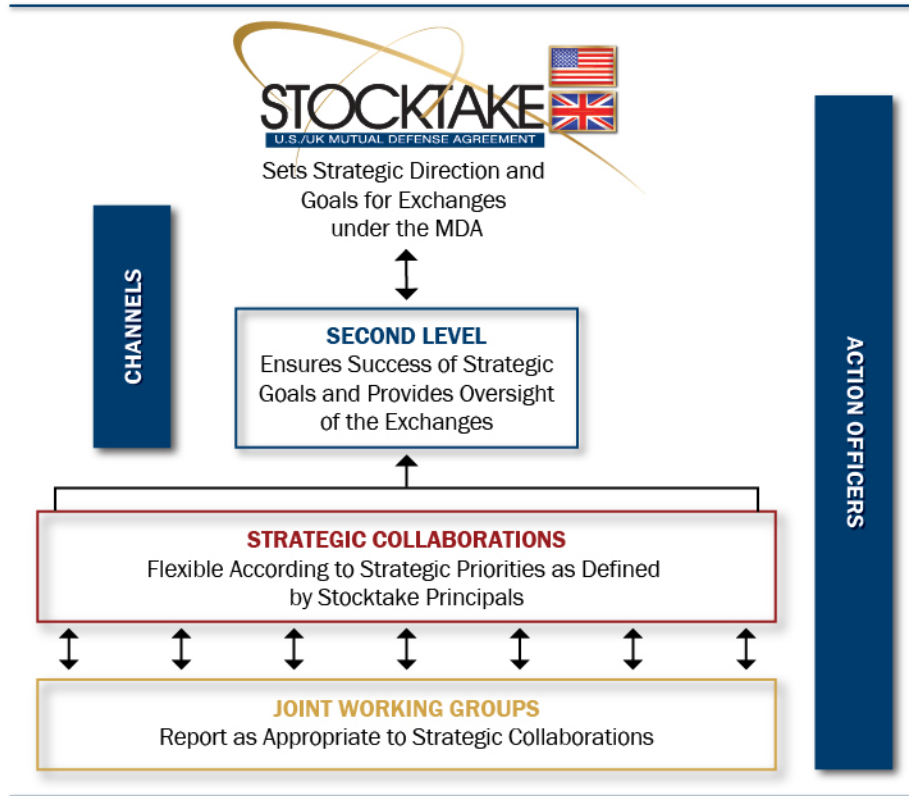 STOCKTAKE
U.S./UK MUTUAL DEFENSE AGREEMENT
Sets Strategic Direction and
Goals for Exchanges
under the MDA
CHANNELS
SECOND LEVEL
Ensures Success of Strategic
Goals and Provides Oversight
of the Exchanges
ACTION OFFICERS
STRATEGIC COLLABORATIONS
Flexible According to Strategic Priorities as Defined
by Stocktake Principals
JOINT WORKING GROUPS
Report as Appropriate to Strategic Collaborations